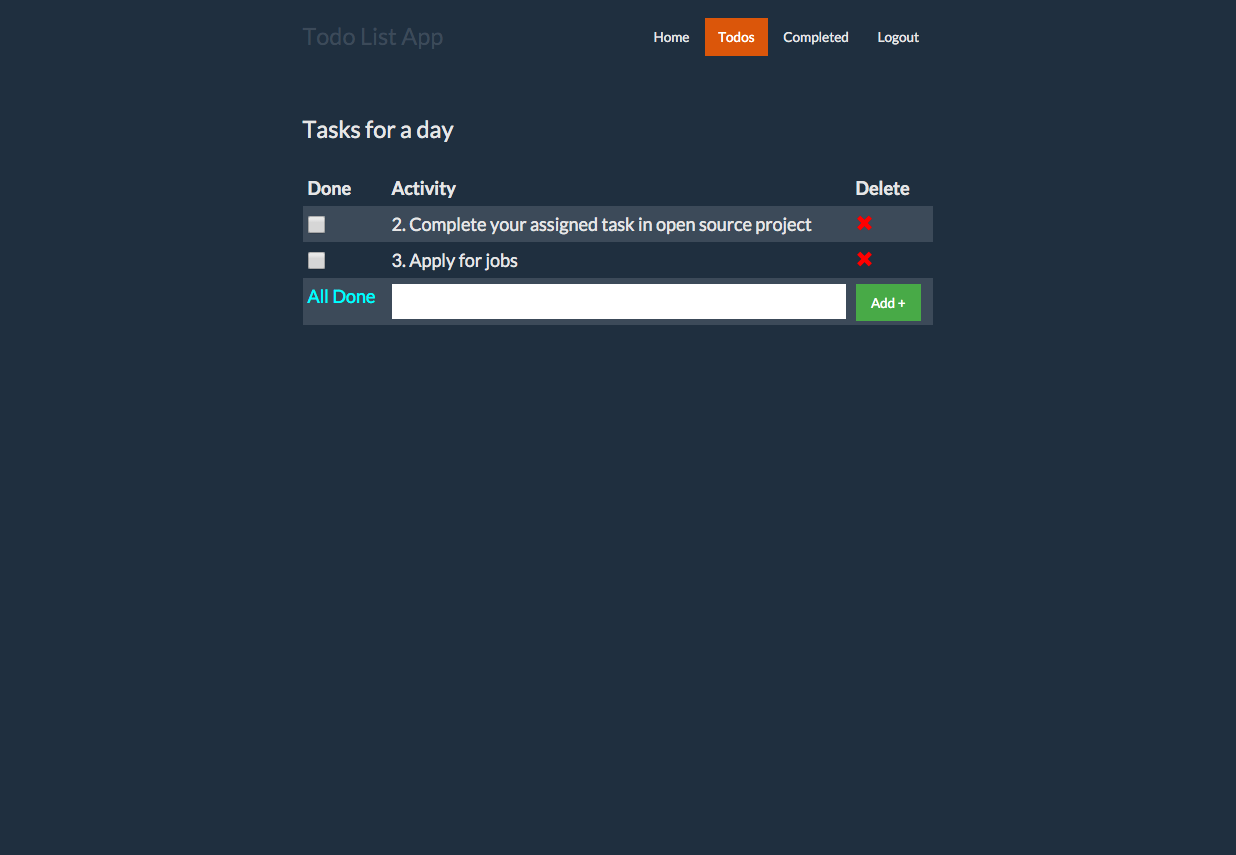 Todo List App Home Todos Completed Logout
Tasks for a day
Done Activity Delete
2. Complete your assigned task in open source project
3. Apply for jobs
All Done Add +